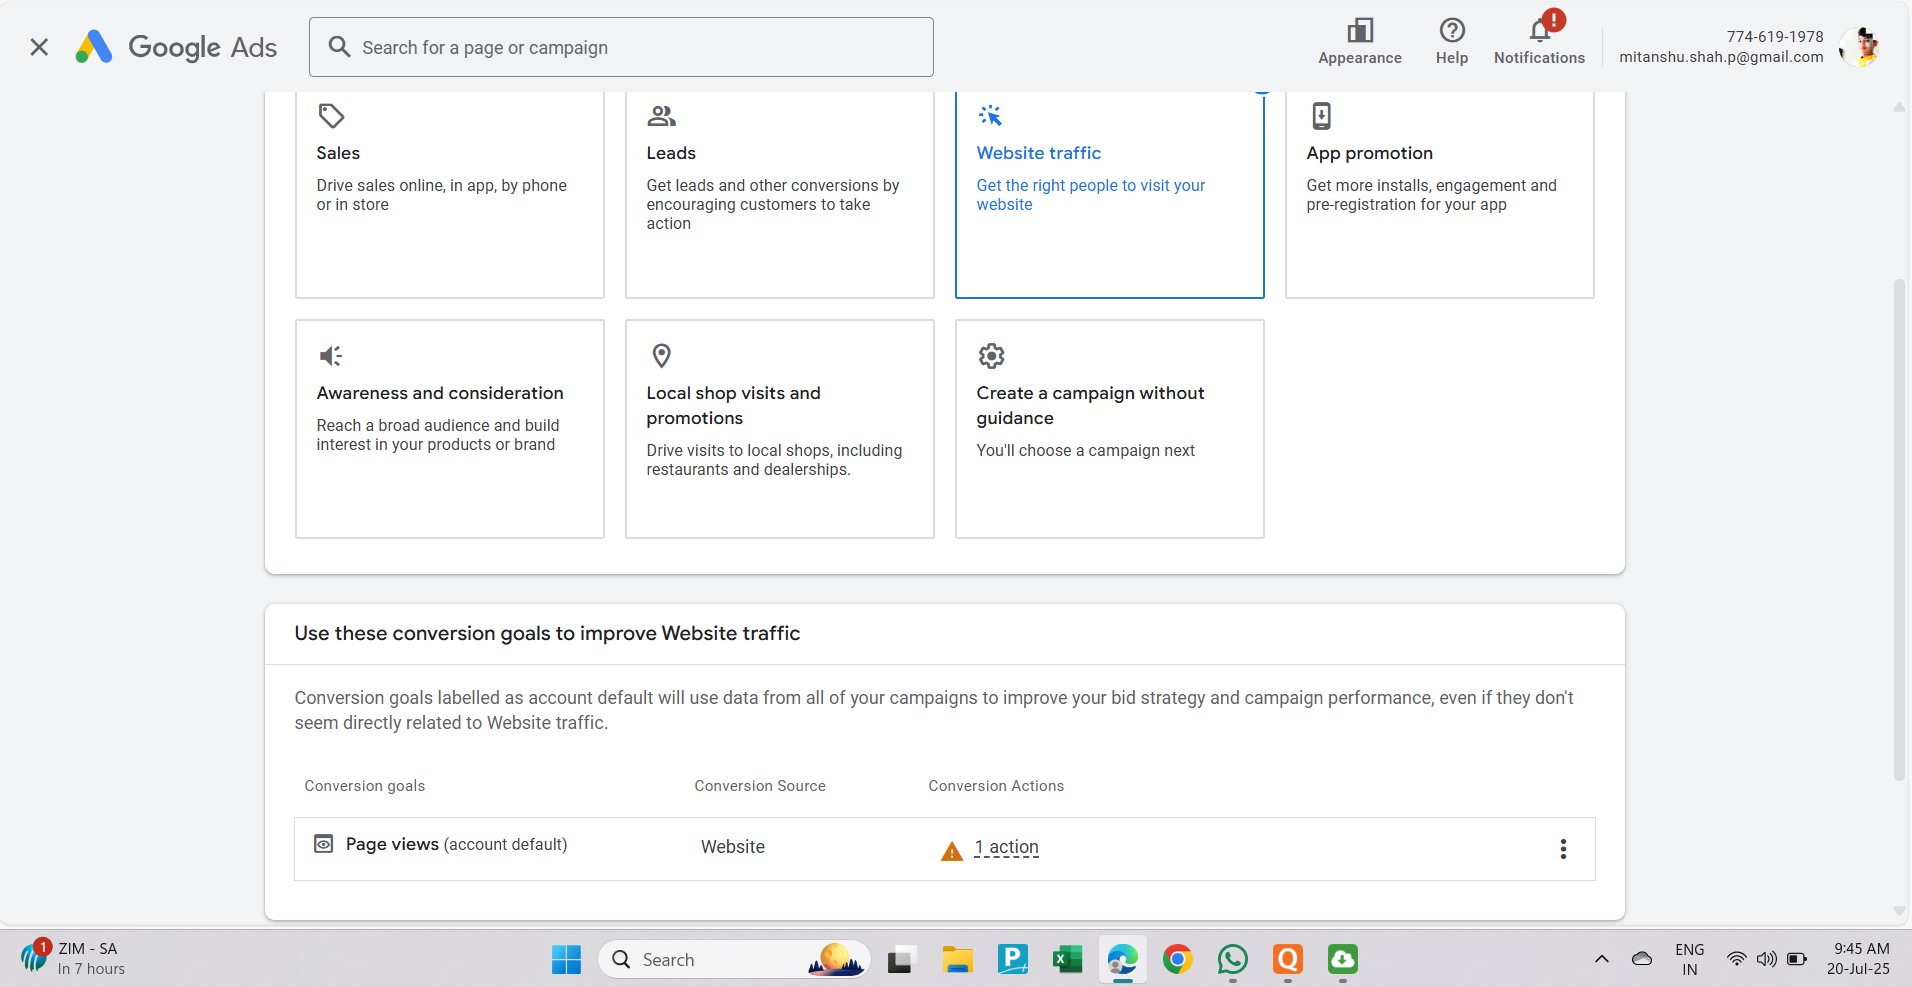 Google Ads
Search for a page or campaign
Appearance
Help
!
Notifications
774-619-1978
mitanshu.shah.p@gmail.com
Sales
Drive sales online, in app, by phone
or in store
Leads
Get leads and other conversions by
encouraging customers to take
action
Website traffic
Get the right people to visit your
website
App promotion
Get more installs, engagement and
pre-registration for your app
Awareness and consideration
Reach a broad audience and build
interest in your products or brand
Local shop visits and
promotions
Drive visits to local shops, including
restaurants and dealerships.
Create a campaign without
guidance
You'll choose a campaign next
Use these conversion goals to improve Website traffic
Conversion goals labelled as account default will use data from all of your campaigns to improve your bid strategy and campaign performance, even if they don't
seem directly related to Website traffic.
Conversion goals Conversion Source Conversion Actions
Page views (account default) Website 1 action
1
ZIM - SA
In 7 hours
Search
ENG
IN
9:45 AM
20-Jul-25